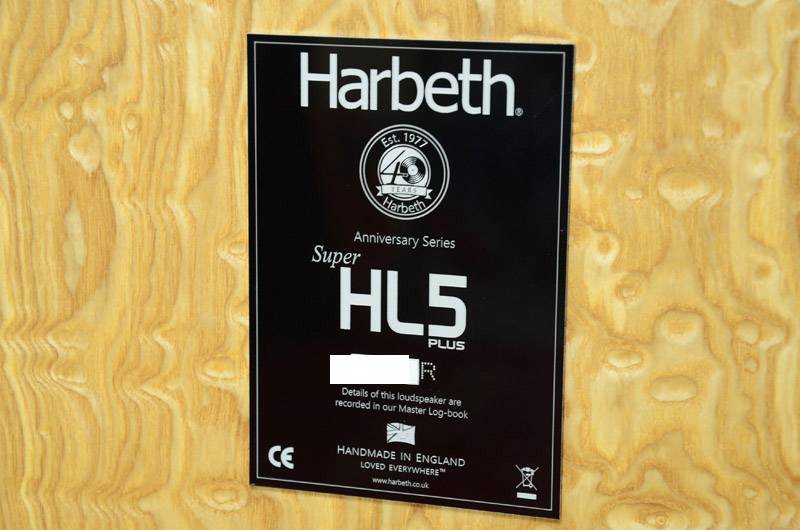 Harbeth®
Est. 1977
40
YEARS
Harbeth
Anniversary Series
Super
HL5
PLUS
R
Details of this loudspeaker are
recorded in our Master Log-book
HANDMADE IN ENGLAND
LOVED EVERYWHERE™
CE
www.harbeth.co.uk